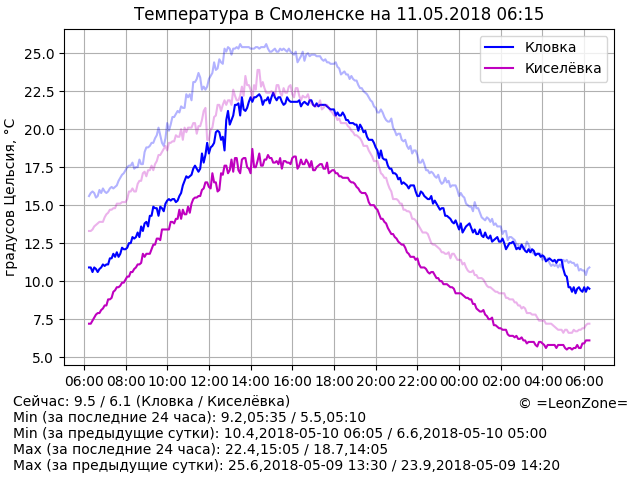 Температура в Смоленске на 11.05.2018 06:15
Кловка
Киселёвка
градусов Цельсия, °C
25.0
22.5
20.0
17.5
15.0
12.5
10.0
7.5
5.0
06:00 08:00 10:00 12:00 14:00 16:00 18:00 20:00 22:00 00:00 02:00 04:00 06:00
Сейчас: 9.5 / 6.1 (Кловка / Киселёвка)
© =LeonZone=
Min (за последние 24 часа): 9.2,05:35 / 5.5,05:10
Min (за предыдущие сутки): 10.4,2018-05-10 06:05 / 6.6,2018-05-10 05:00
Max (за последние 24 часа): 22.4,15:05 / 18.7,14:05
Max (за предыдущие сутки): 25.6,2018-05-09 13:30 / 23.9,2018-05-09 14:20